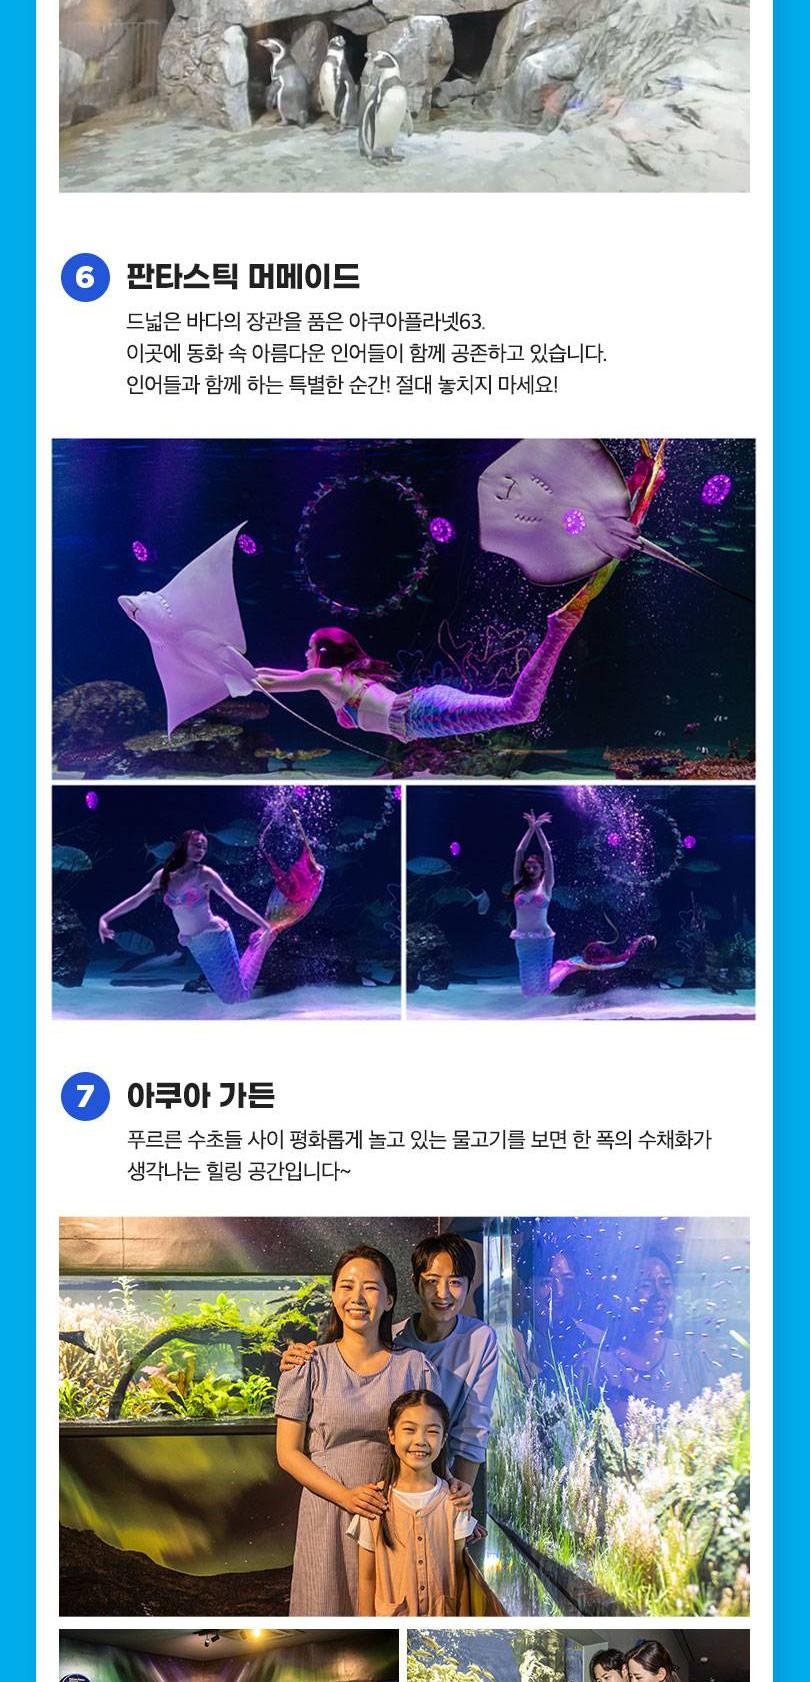 6 판타스틱 머메이드
드넓은 바다의 장관을 품은 아쿠아플라넷63.
이곳에 동화 속 아름다운 인어들이 함께 공존하고 있습니다.
인어들과 함께 하는 특별한 순간! 절대 놓치지 마세요!
7 아쿠아 가든
푸르른 수초들 사이 평화롭게 놀고 있는 물고기를 보면 한 폭의 수채화가
생각나는 힐링 공간입니다~